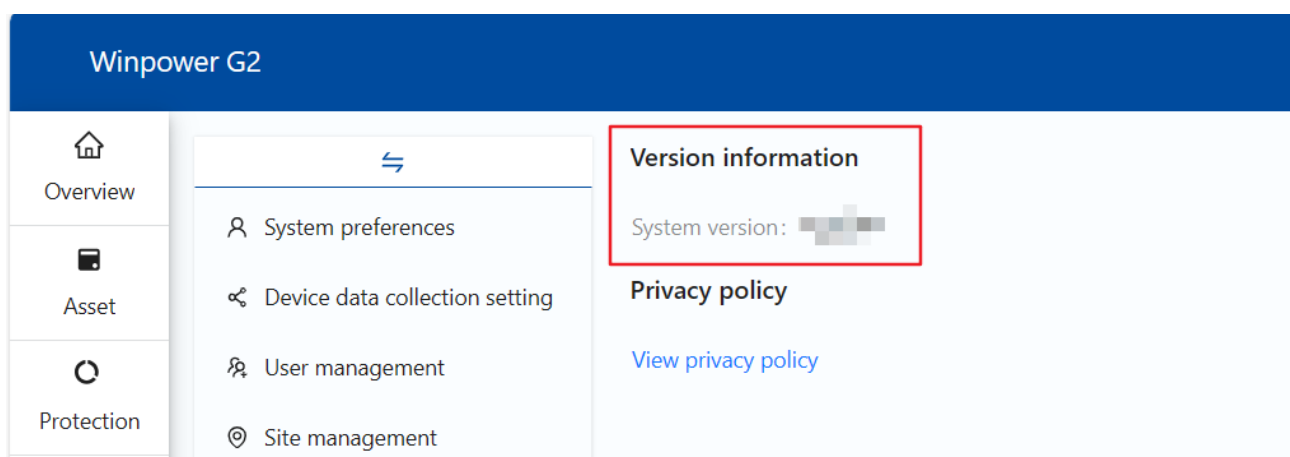 Winpower G2
Overview
Asset
Protection
System preferences
Device data collection setting
User management
Site management
Version information
System version:
Privacy policy
View privacy policy